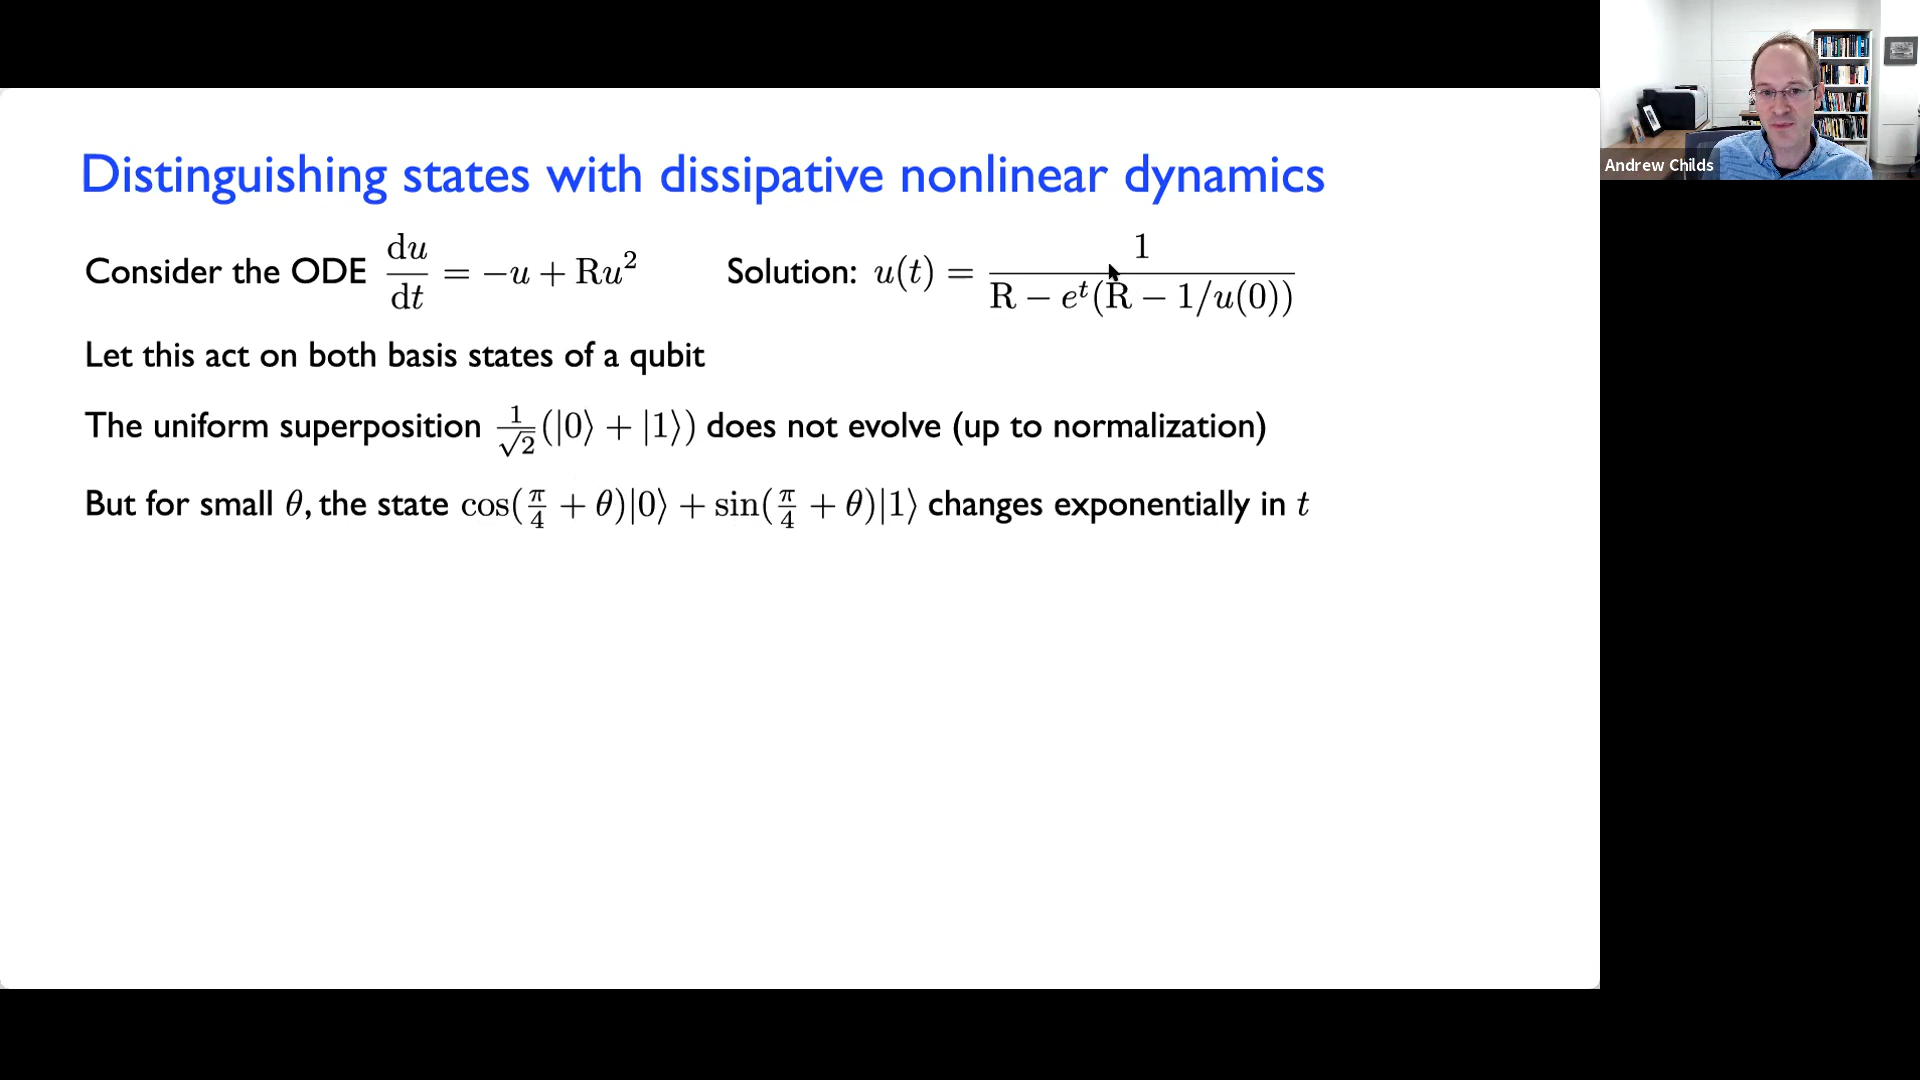 Distinguishing states with dissipative nonlinear dynamics
Consider the ODE du/dt = −u + Ru² Solution: u(t) = 1/(R − eᵗ(R − 1/u(0)))
Let this act on both basis states of a qubit
The uniform superposition 1/√2(|0⟩ + |1⟩) does not evolve (up to normalization)
But for small θ, the state cos(π/4 + θ)|0⟩ + sin(π/4 + θ)|1⟩ changes exponentially in t
Andrew Childs